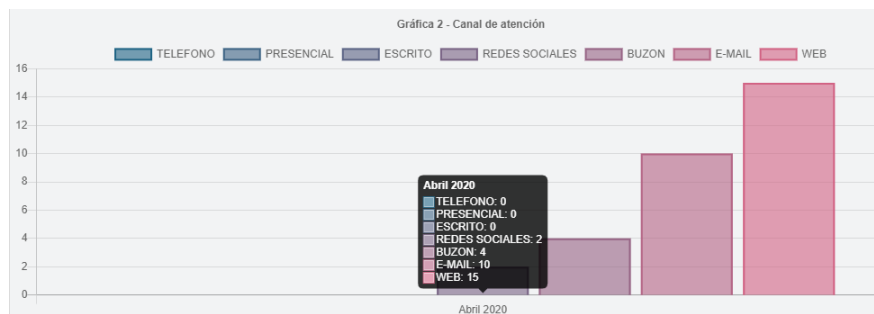 Gráfica 2 - Canal de atención
TELEFONO PRESENCIAL ESCRITO REDES SOCIALES BUZON E-MAIL WEB
16
14
12
10
8
6
4
2
0
Abril 2020
TELEFONO: 0
PRESENCIAL: 0
ESCRITO: 0
REDES SOCIALES: 2
BUZON: 4
E-MAIL: 10
WEB: 15
Abril 2020